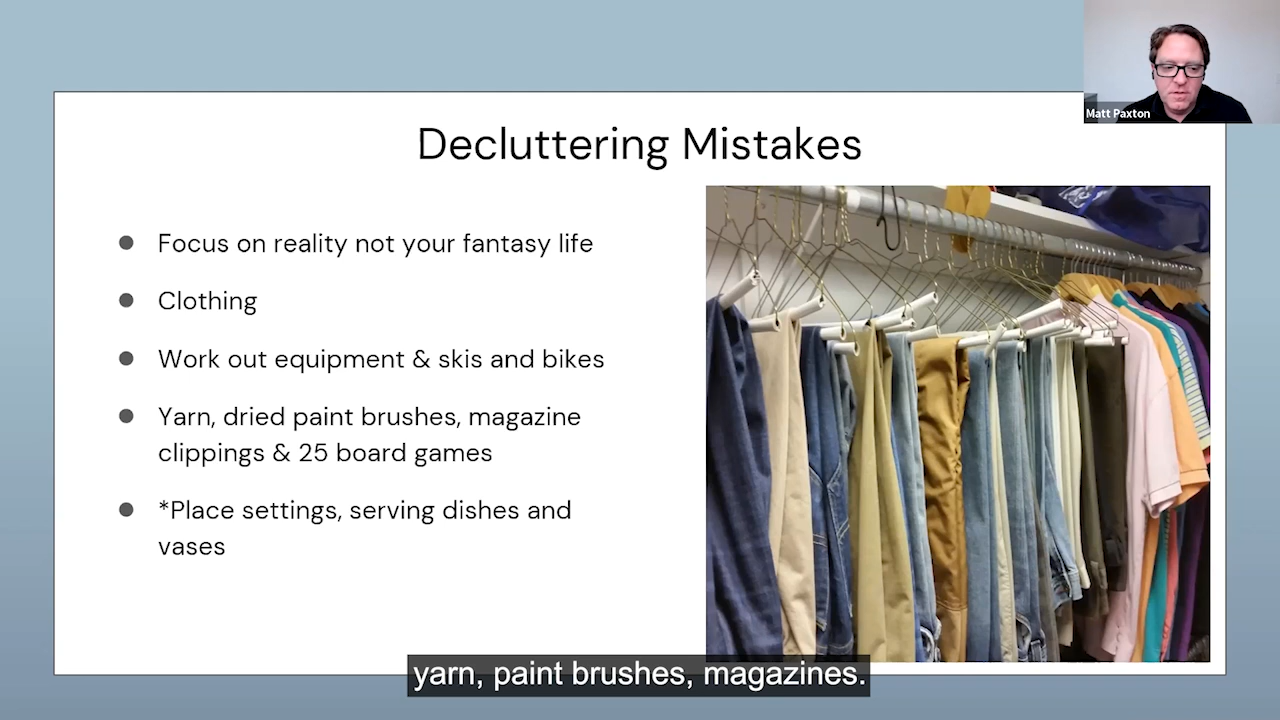 Matt Paxton
Decluttering Mistakes
Focus on reality not your fantasy life
Clothing
Work out equipment & skis and bikes
Yarn, dried paint brushes, magazine
clippings & 25 board games
*Place settings, serving dishes and
vases
yarn, paint brushes, magazines.